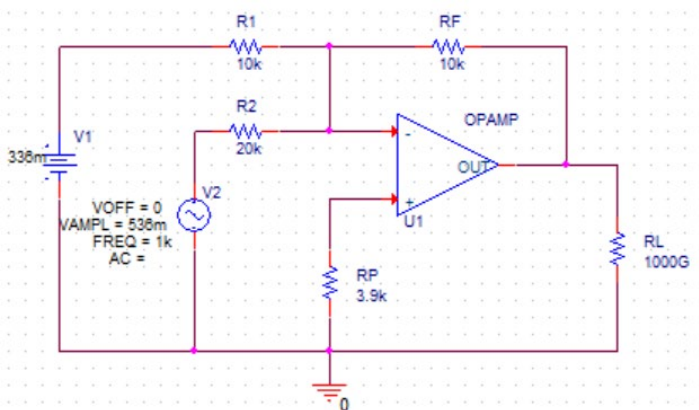 R1
10k
RF
10k
R2
20k
OPAMP
V1
336m
V2
VOFF = 0
VAMPL = 536m
FREQ = 1k
AC =
-
OUT
+
U1
RP
3.9k
RL
1000G
0